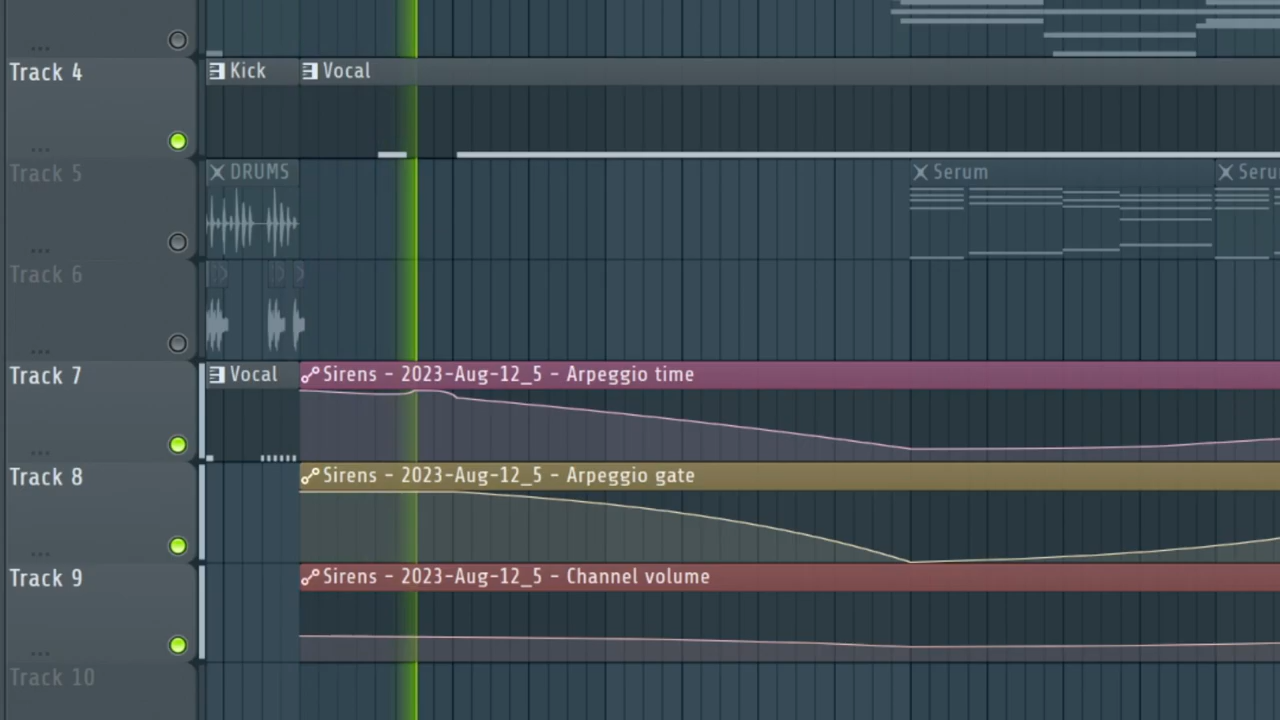 Track 4
Kick
Vocal
Track 5
DRUMS
Serum
Seru
Track 6
Track 7
Vocal
Sirens - 2023-Aug-12_5 - Arpeggio time
Track 8
Sirens - 2023-Aug-12_5 - Arpeggio gate
Track 9
Sirens - 2023-Aug-12_5 - Channel volume
Track 10